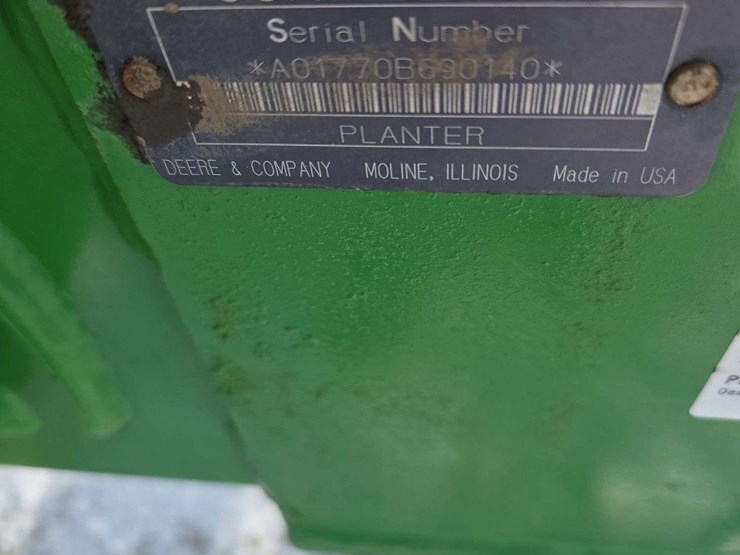 Serial Number
*A01770B690140*
PLANTER
DEERE & COMPANY MOLINE, ILLINOIS Made in USA